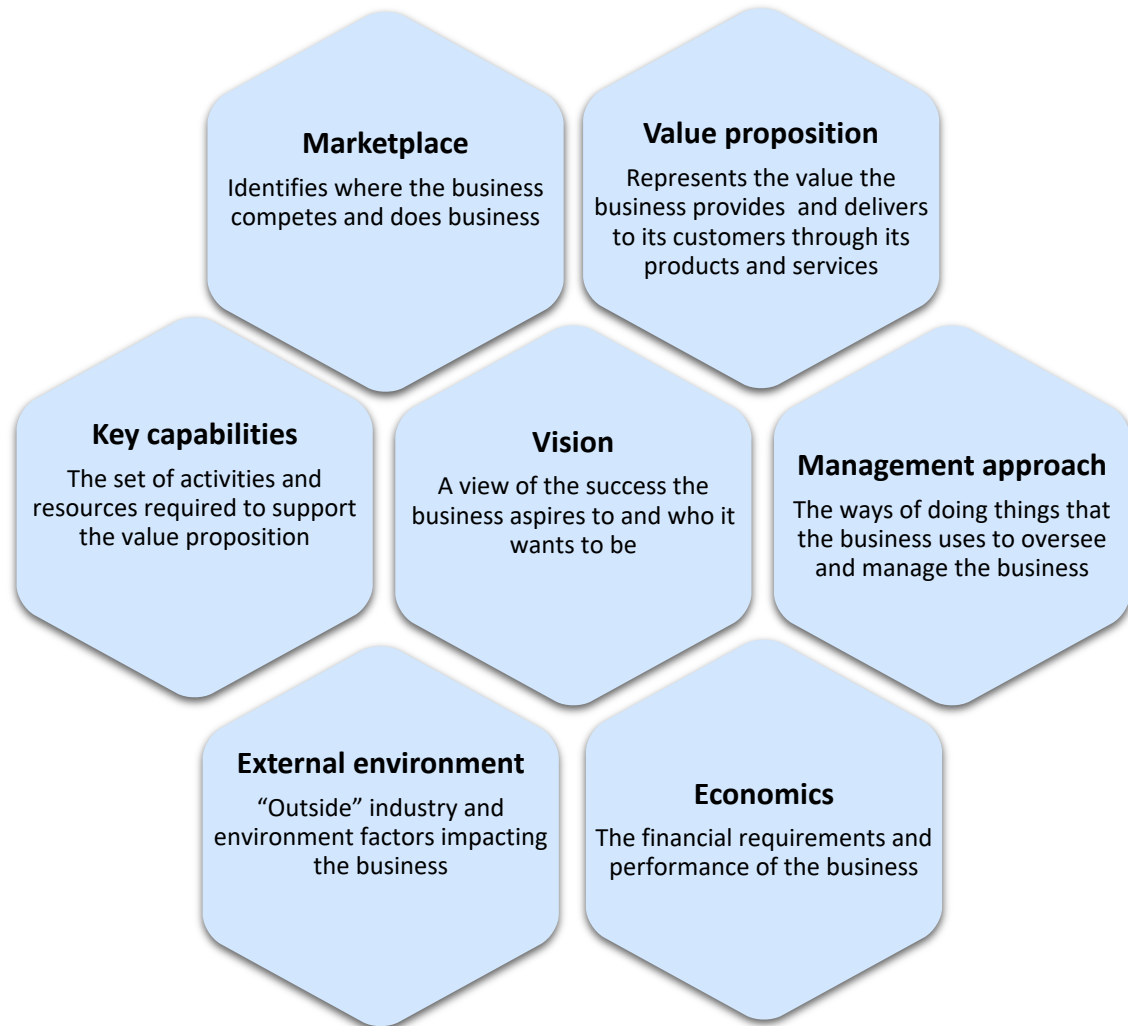 Marketplace
Identifies where the business
competes and does business
Value proposition
Represents the value the
business provides  and delivers
to its customers through its
products and services
Key capabilities
The set of activities and
resources required to support
the value proposition
Vision
A view of the success the
business aspires to and who it
wants to be
Management approach
The ways of doing things that
the business uses to oversee
and manage the business
External environment
“Outside” industry and
environment factors impacting
the business
Economics
The financial requirements and
performance of the business